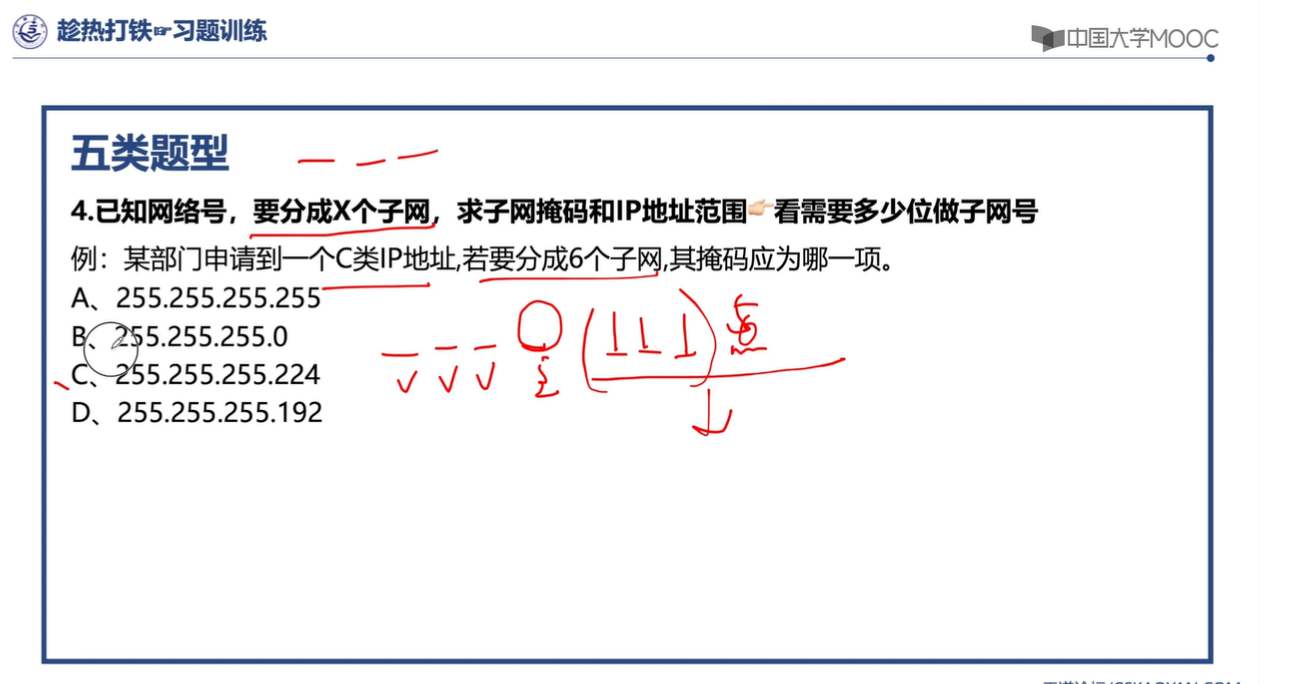 趁热打铁☞习题训练
中国大学MOOC
五类题型
4.已知网络号，要分成X个子网，求子网掩码和IP地址范围👉🏻看需要多少位做子网号
例：某部门申请到一个C类IP地址,若要分成6个子网,其掩码应为哪一项。
A、255.255.255.255
B、255.255.255.0
C、255.255.255.224
D、255.255.255.192
111